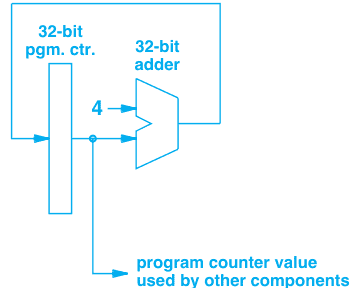 32-bit
pgm. ctr.
32-bit
adder
4
program counter value
used by other components